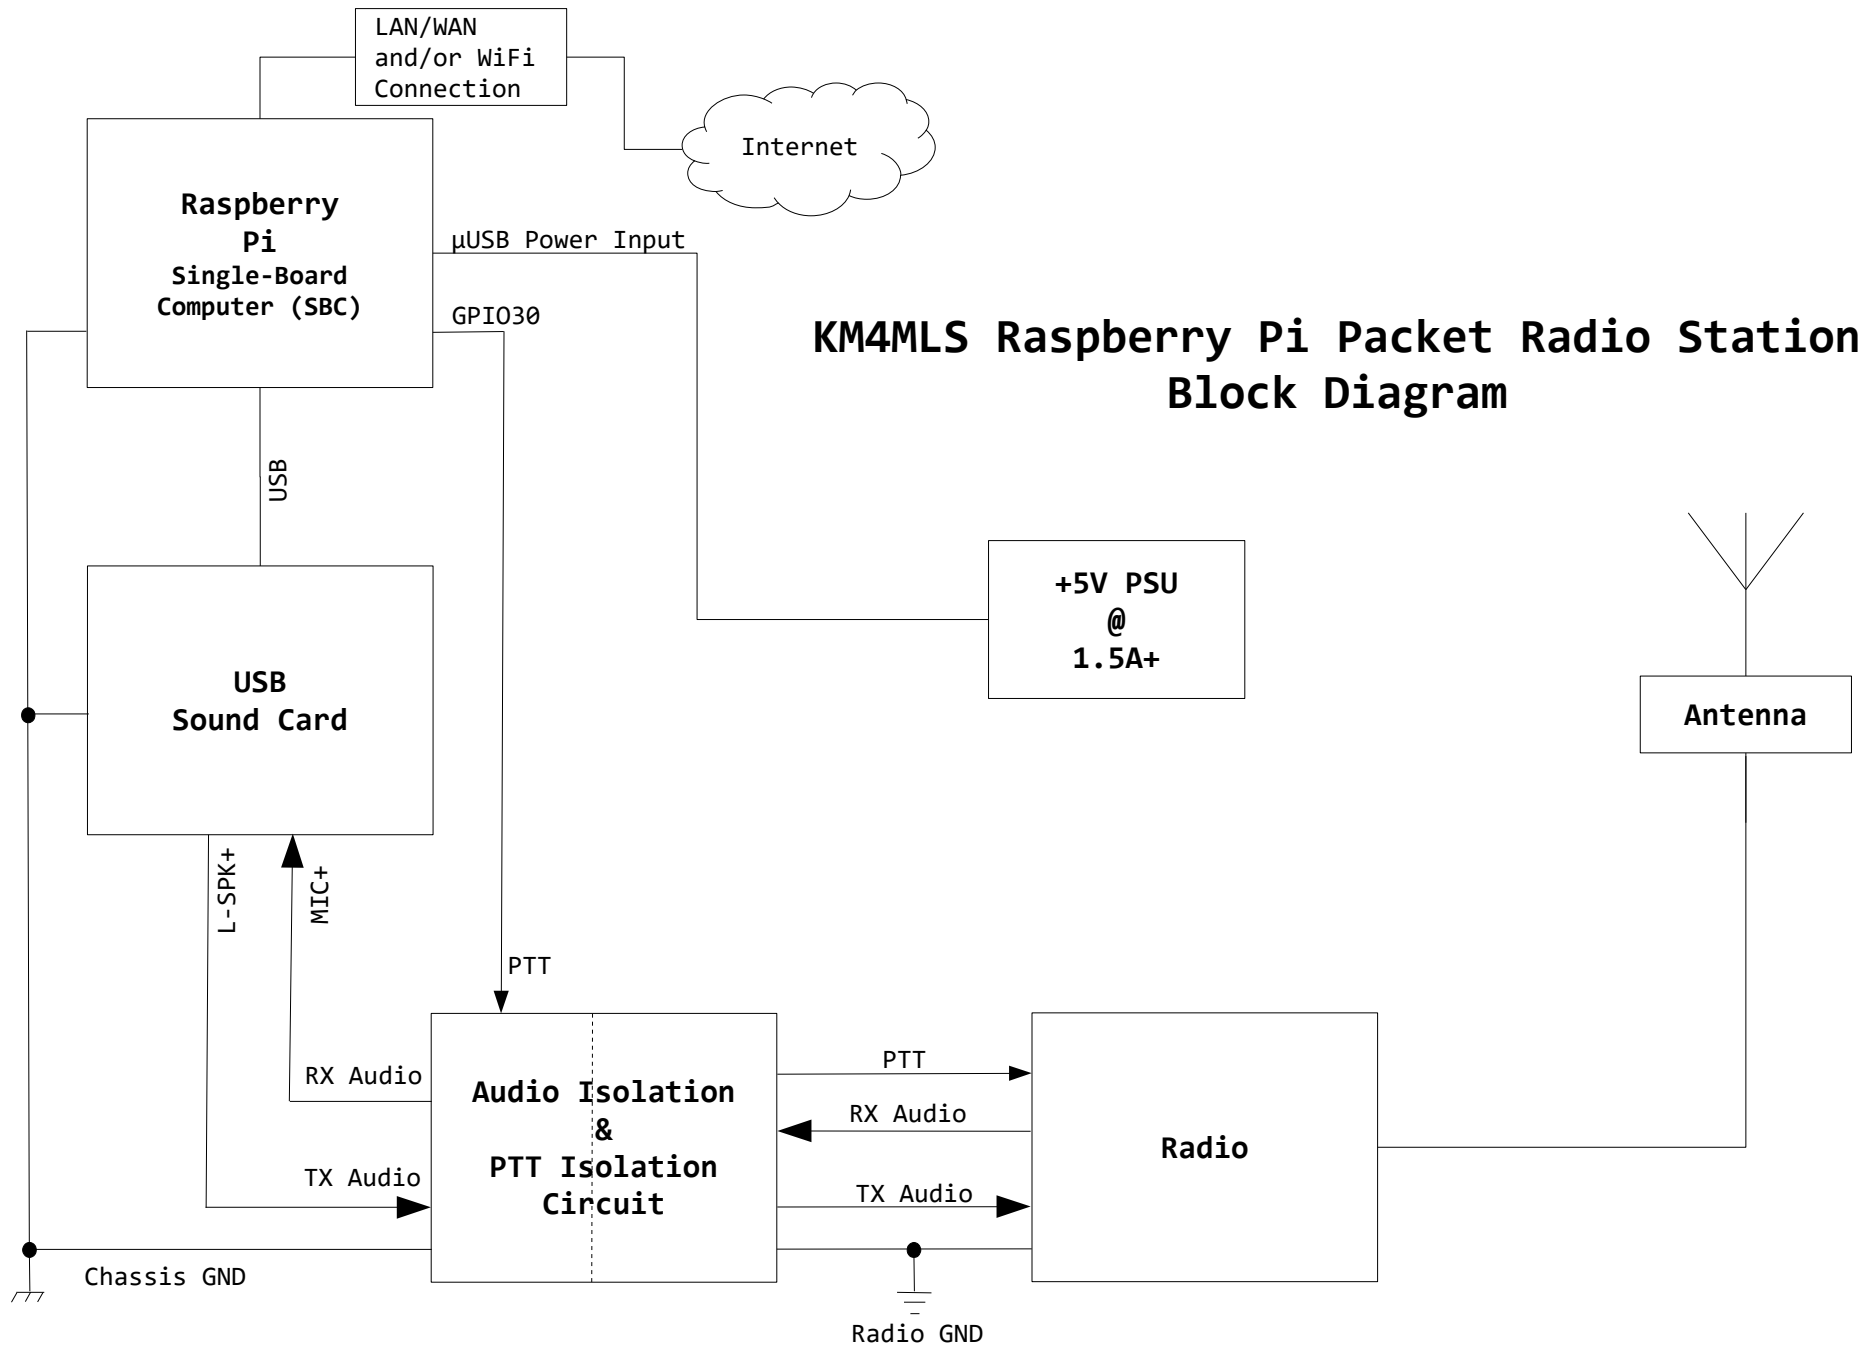 LAN/WAN
and/or WiFi
Connection
Internet
Raspberry
Pi
Single-Board
Computer (SBC)
µUSB Power Input
GPIO30
KM4MLS Raspberry Pi Packet Radio Station
Block Diagram
USB
+5V PSU
@
1.5A+
USB
Sound Card
Antenna
L-SPK+
MIC+
PTT
RX Audio
TX Audio
Audio Isolation
&
PTT Isolation
Circuit
PTT
RX Audio
TX Audio
Radio
Chassis GND
Radio GND